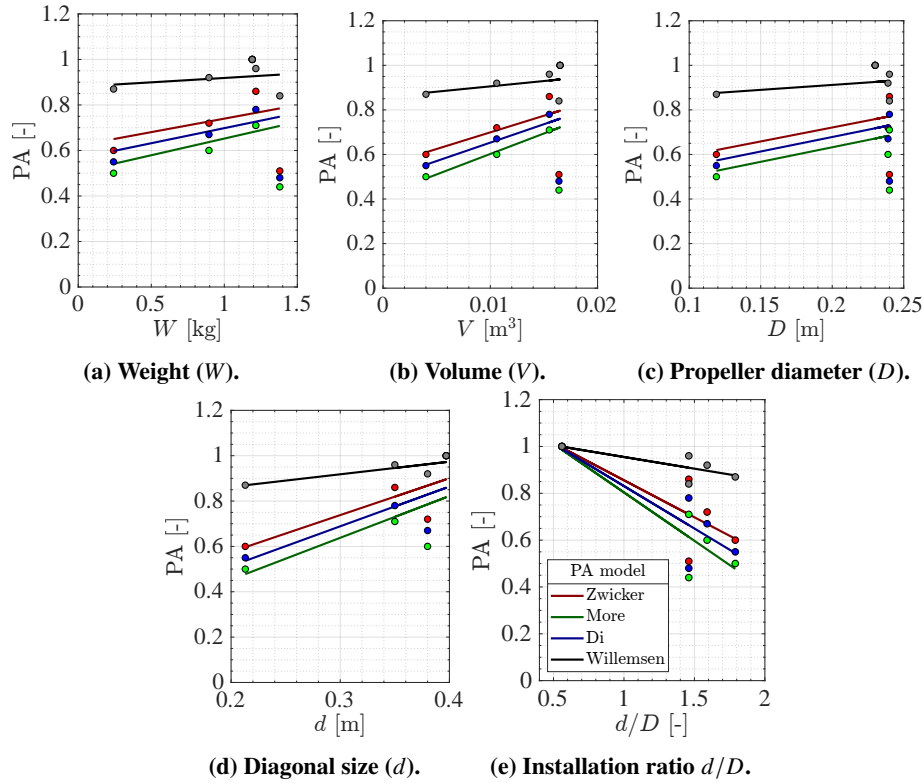 1.2
1
0.8
0.6
0.4
0.2
0
PA [-]
0 0.5 1 1.5
W [kg]
(a) Weight (W).
1.2
1
0.8
0.6
0.4
0.2
0
PA [-]
0 0.01 0.02
V [m³]
(b) Volume (V).
1.2
1
0.8
0.6
0.4
0.2
0
PA [-]
0.1 0.15 0.2 0.25
D [m]
(c) Propeller diameter (D).
1.2
1
0.8
0.6
0.4
0.2
0
PA [-]
0.2 0.3 0.4
d [m]
(d) Diagonal size (d).
1.2
1
0.8
0.6
0.4
0.2
0
PA [-]
PA model
Zwicker
More
Di
Willemsen
0.5 1 1.5 2
d/D [-]
(e) Installation ratio d/D.